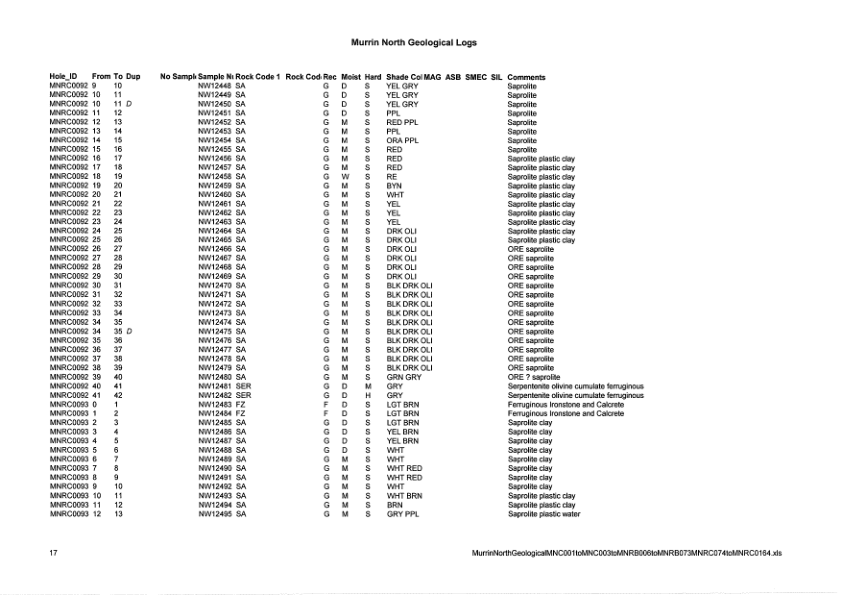 Murrin North Geological Logs
Hole_ID From To Dup No Sampl Sample Nu Rock Code 1 Rock Cod Rec Moist Hard Shade Col MAG ASB SMEC SIL Comments
MNRC0092 9 10 NW12448 SA G D S YEL GRY Saprolite
MNRC0092 10 11 NW12449 SA G D S YEL GRY Saprolite
MNRC0092 10 11 D NW12450 SA G D S YEL GRY Saprolite
MNRC0092 11 12 NW12451 SA G D S PPL Saprolite
MNRC0092 12 13 NW12452 SA G M S RED PPL Saprolite
MNRC0092 13 14 NW12453 SA G M S PPL Saprolite
MNRC0092 14 15 NW12454 SA G M S ORA PPL Saprolite
MNRC0092 15 16 NW12455 SA G M S RED Saprolite
MNRC0092 16 17 NW12456 SA G M S RED Saprolite plastic clay
MNRC0092 17 18 NW12457 SA G M S RED Saprolite plastic clay
MNRC0092 18 19 NW12458 SA G W S RE Saprolite plastic clay
MNRC0092 19 20 NW12459 SA G M S BYN Saprolite plastic clay
MNRC0092 20 21 NW12460 SA G M S WHT Saprolite plastic clay
MNRC0092 21 22 NW12461 SA G M S YEL Saprolite plastic clay
MNRC0092 22 23 NW12462 SA G M S YEL Saprolite plastic clay
MNRC0092 23 24 NW12463 SA G M S YEL Saprolite plastic clay
MNRC0092 24 25 NW12464 SA G M S DRK OLI Saprolite plastic clay
MNRC0092 25 26 NW12465 SA G M S DRK OLI Saprolite plastic clay
MNRC0092 26 27 NW12466 SA G M S DRK OLI ORE saprolite
MNRC0092 27 28 NW12467 SA G M S DRK OLI ORE saprolite
MNRC0092 28 29 NW12468 SA G M S DRK OLI ORE saprolite
MNRC0092 29 30 NW12469 SA G M S DRK OLI ORE saprolite
MNRC0092 30 31 NW12470 SA G M S BLK DRK OLI ORE saprolite
MNRC0092 31 32 NW12471 SA G M S BLK DRK OLI ORE saprolite
MNRC0092 32 33 NW12472 SA G M S BLK DRK OLI ORE saprolite
MNRC0092 33 34 NW12473 SA G M S BLK DRK OLI ORE saprolite
MNRC0092 34 35 NW12474 SA G M S BLK DRK OLI ORE saprolite
MNRC0092 34 35 D NW12475 SA G M S BLK DRK OLI ORE saprolite
MNRC0092 35 36 NW12476 SA G M S BLK DRK OLI ORE saprolite
MNRC0092 36 37 NW12477 SA G M S BLK DRK OLI ORE saprolite
MNRC0092 37 38 NW12478 SA G M S BLK DRK OLI ORE saprolite
MNRC0092 38 39 NW12479 SA G M S BLK DRK OLI ORE saprolite
MNRC0092 39 40 NW12480 SA G M S GRN GRY ORE ? saprolite
MNRC0092 40 41 NW12481 SER G D M GRY Serpentenite olivine cumulate ferruginous
MNRC0092 41 42 NW12482 SER G D H GRY Serpentenite olivine cumulate ferruginous
MNRC0093 0 1 NW12483 FZ F D S LGT BRN Ferruginous Ironstone and Calcrete
MNRC0093 1 2 NW12484 FZ F D S LGT BRN Ferruginous Ironstone and Calcrete
MNRC0093 2 3 NW12485 SA G D S LGT BRN Saprolite clay
MNRC0093 3 4 NW12486 SA G D S YEL BRN Saprolite clay
MNRC0093 4 5 NW12487 SA G D S YEL BRN Saprolite clay
MNRC0093 5 6 NW12488 SA G D S WHT Saprolite clay
MNRC0093 6 7 NW12489 SA G M S WHT Saprolite clay
MNRC0093 7 8 NW12490 SA G M S WHT RED Saprolite clay
MNRC0093 8 9 NW12491 SA G M S WHT RED Saprolite clay
MNRC0093 9 10 NW12492 SA G M S WHT Saprolite clay
MNRC0093 10 11 NW12493 SA G M S WHT BRN Saprolite plastic clay
MNRC0093 11 12 NW12494 SA G M S BRN Saprolite plastic clay
MNRC0093 12 13 NW12495 SA G M S GRY PPL Saprolite plastic water
17 MurrinNorthGeologicalMNC001toMNC003toMNRB006toMNRB073MNRC074toMNRC0164.xls